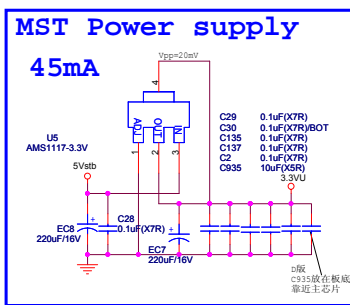 MST Power supply
45mA
Vpp=20mV
4
ADJ
OUT
IN
1
2
3
U5
AMS1117-3.3V
5Vstb
C29 0.1uF(X7R)
C30 0.1uF(X7R)/BOT
C135 0.1uF(X7R)
C137 0.1uF(X7R)
C2 0.1uF(X7R)
C935 10uF(X5R)
3.3VU
EC8
220uF/16V
C28
0.1uF(X7R)
EC7
220uF/16V
D版
C935放在板底
靠近主芯片